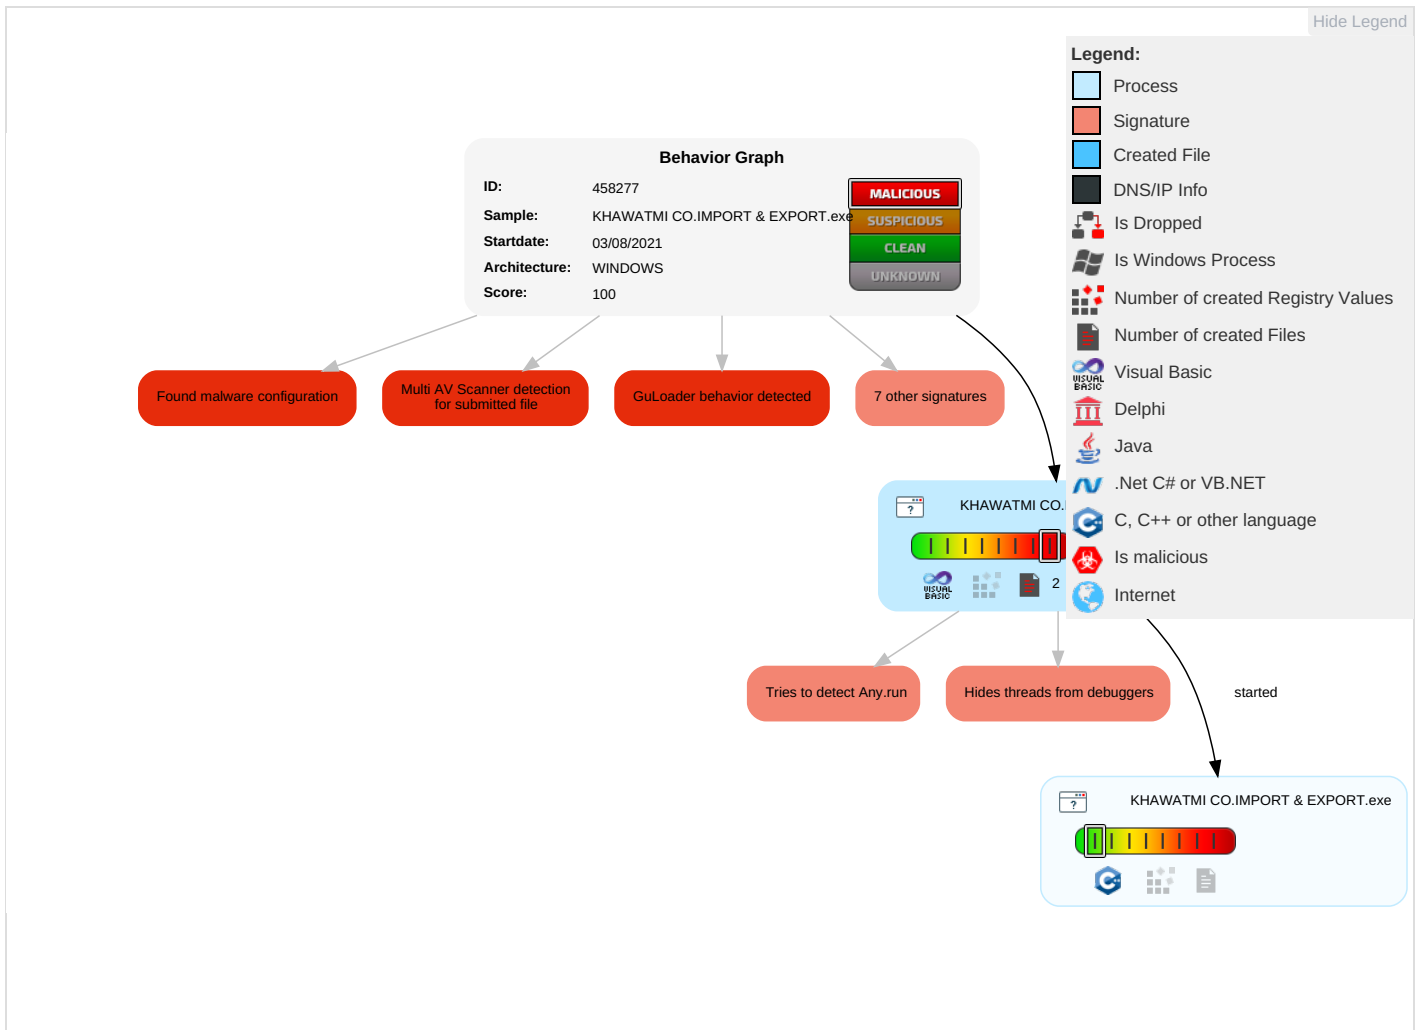 Hide Legend
Legend:
Process
Signature
Created File
DNS/IP Info
Is Dropped
Is Windows Process
Number of created Registry Values
Number of created Files
VISUAL
BASIC
Visual Basic
Delphi
Java
.Net C# or VB.NET
C, C++ or other language
Is malicious
Internet
Behavior Graph
ID: 458277
Sample: KHAWATMI CO.IMPORT & EXPORT.exe
Startdate: 03/08/2021
Architecture: WINDOWS
Score: 100
MALICIOUS
SUSPICIOUS
CLEAN
UNKNOWN
Found malware configuration
Multi AV Scanner detection
for submitted file
GuLoader behavior detected
7 other signatures
KHAWATMI CO.
VISUAL
BASIC
2
Tries to detect Any.run
Hides threads from debuggers
started
KHAWATMI CO.IMPORT & EXPORT.exe